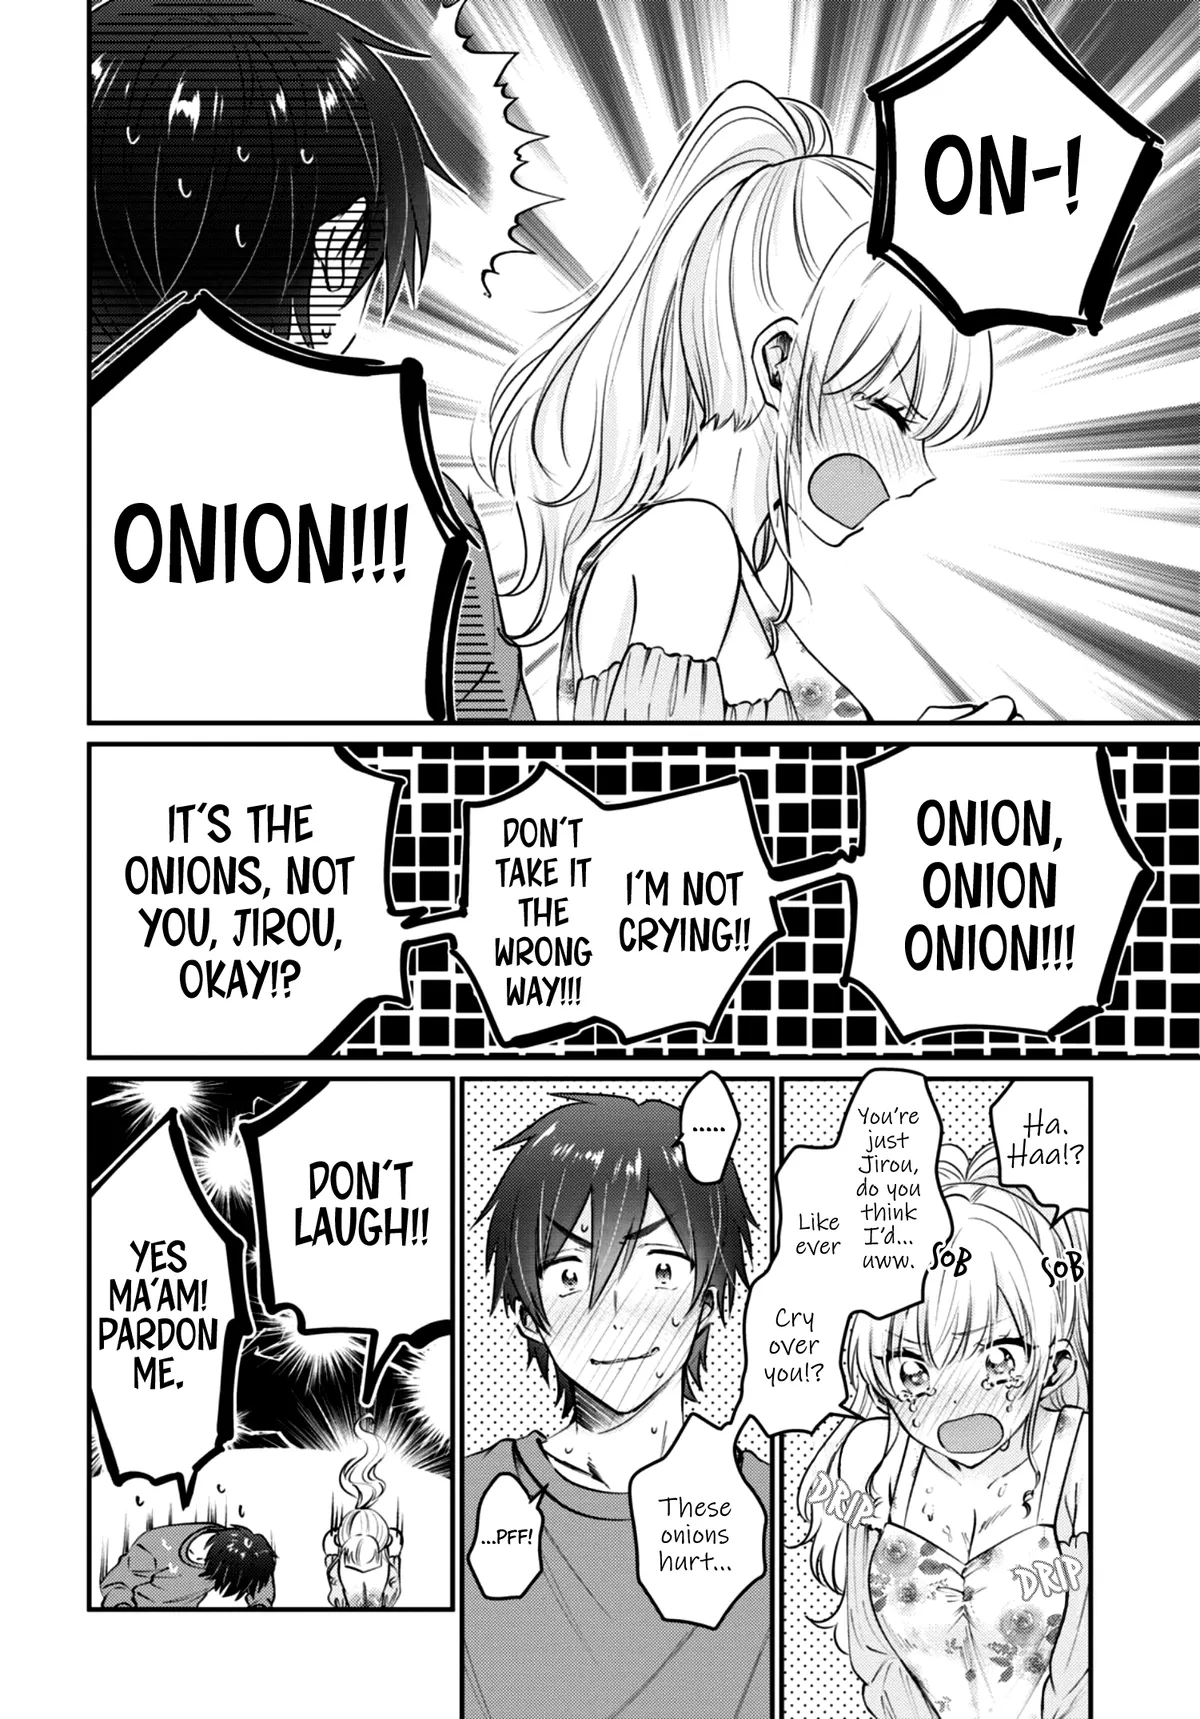 ON-!
ONION!!!
ONION,
ONION
ONION!!!
I'M NOT
CRYING!!
DON'T
TAKE IT
THE
WRONG
WAY!!!
IT'S THE
ONIONS, NOT
YOU, JIROU,
OKAY!?
Ha.
Haa!?
You're
just
Jirou,
do you
think
I'd...
uww.
Like
ever
Cry
over
you!?
SOB
SOB
DRIP
DRIP
.....
These
onions
hurt...
...PFF!
DON'T
LAUGH!!
YES
MA'AM!
PARDON
ME.